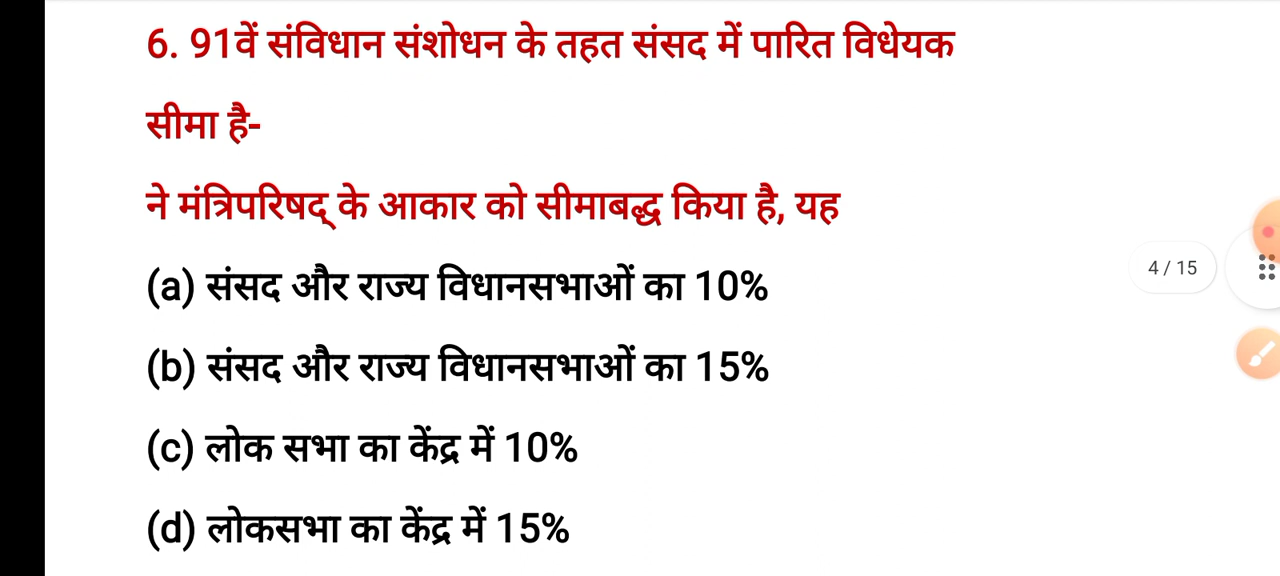 6. 91वें संविधान संशोधन के तहत संसद में पारित विधेयक
सीमा है-
ने मंत्रिपरिषद् के आकार को सीमाबद्ध किया है, यह
(a) संसद और राज्य विधानसभाओं का 10%
(b) संसद और राज्य विधानसभाओं का 15%
(c) लोक सभा का केंद्र में 10%
(d) लोकसभा का केंद्र में 15%
4 / 15